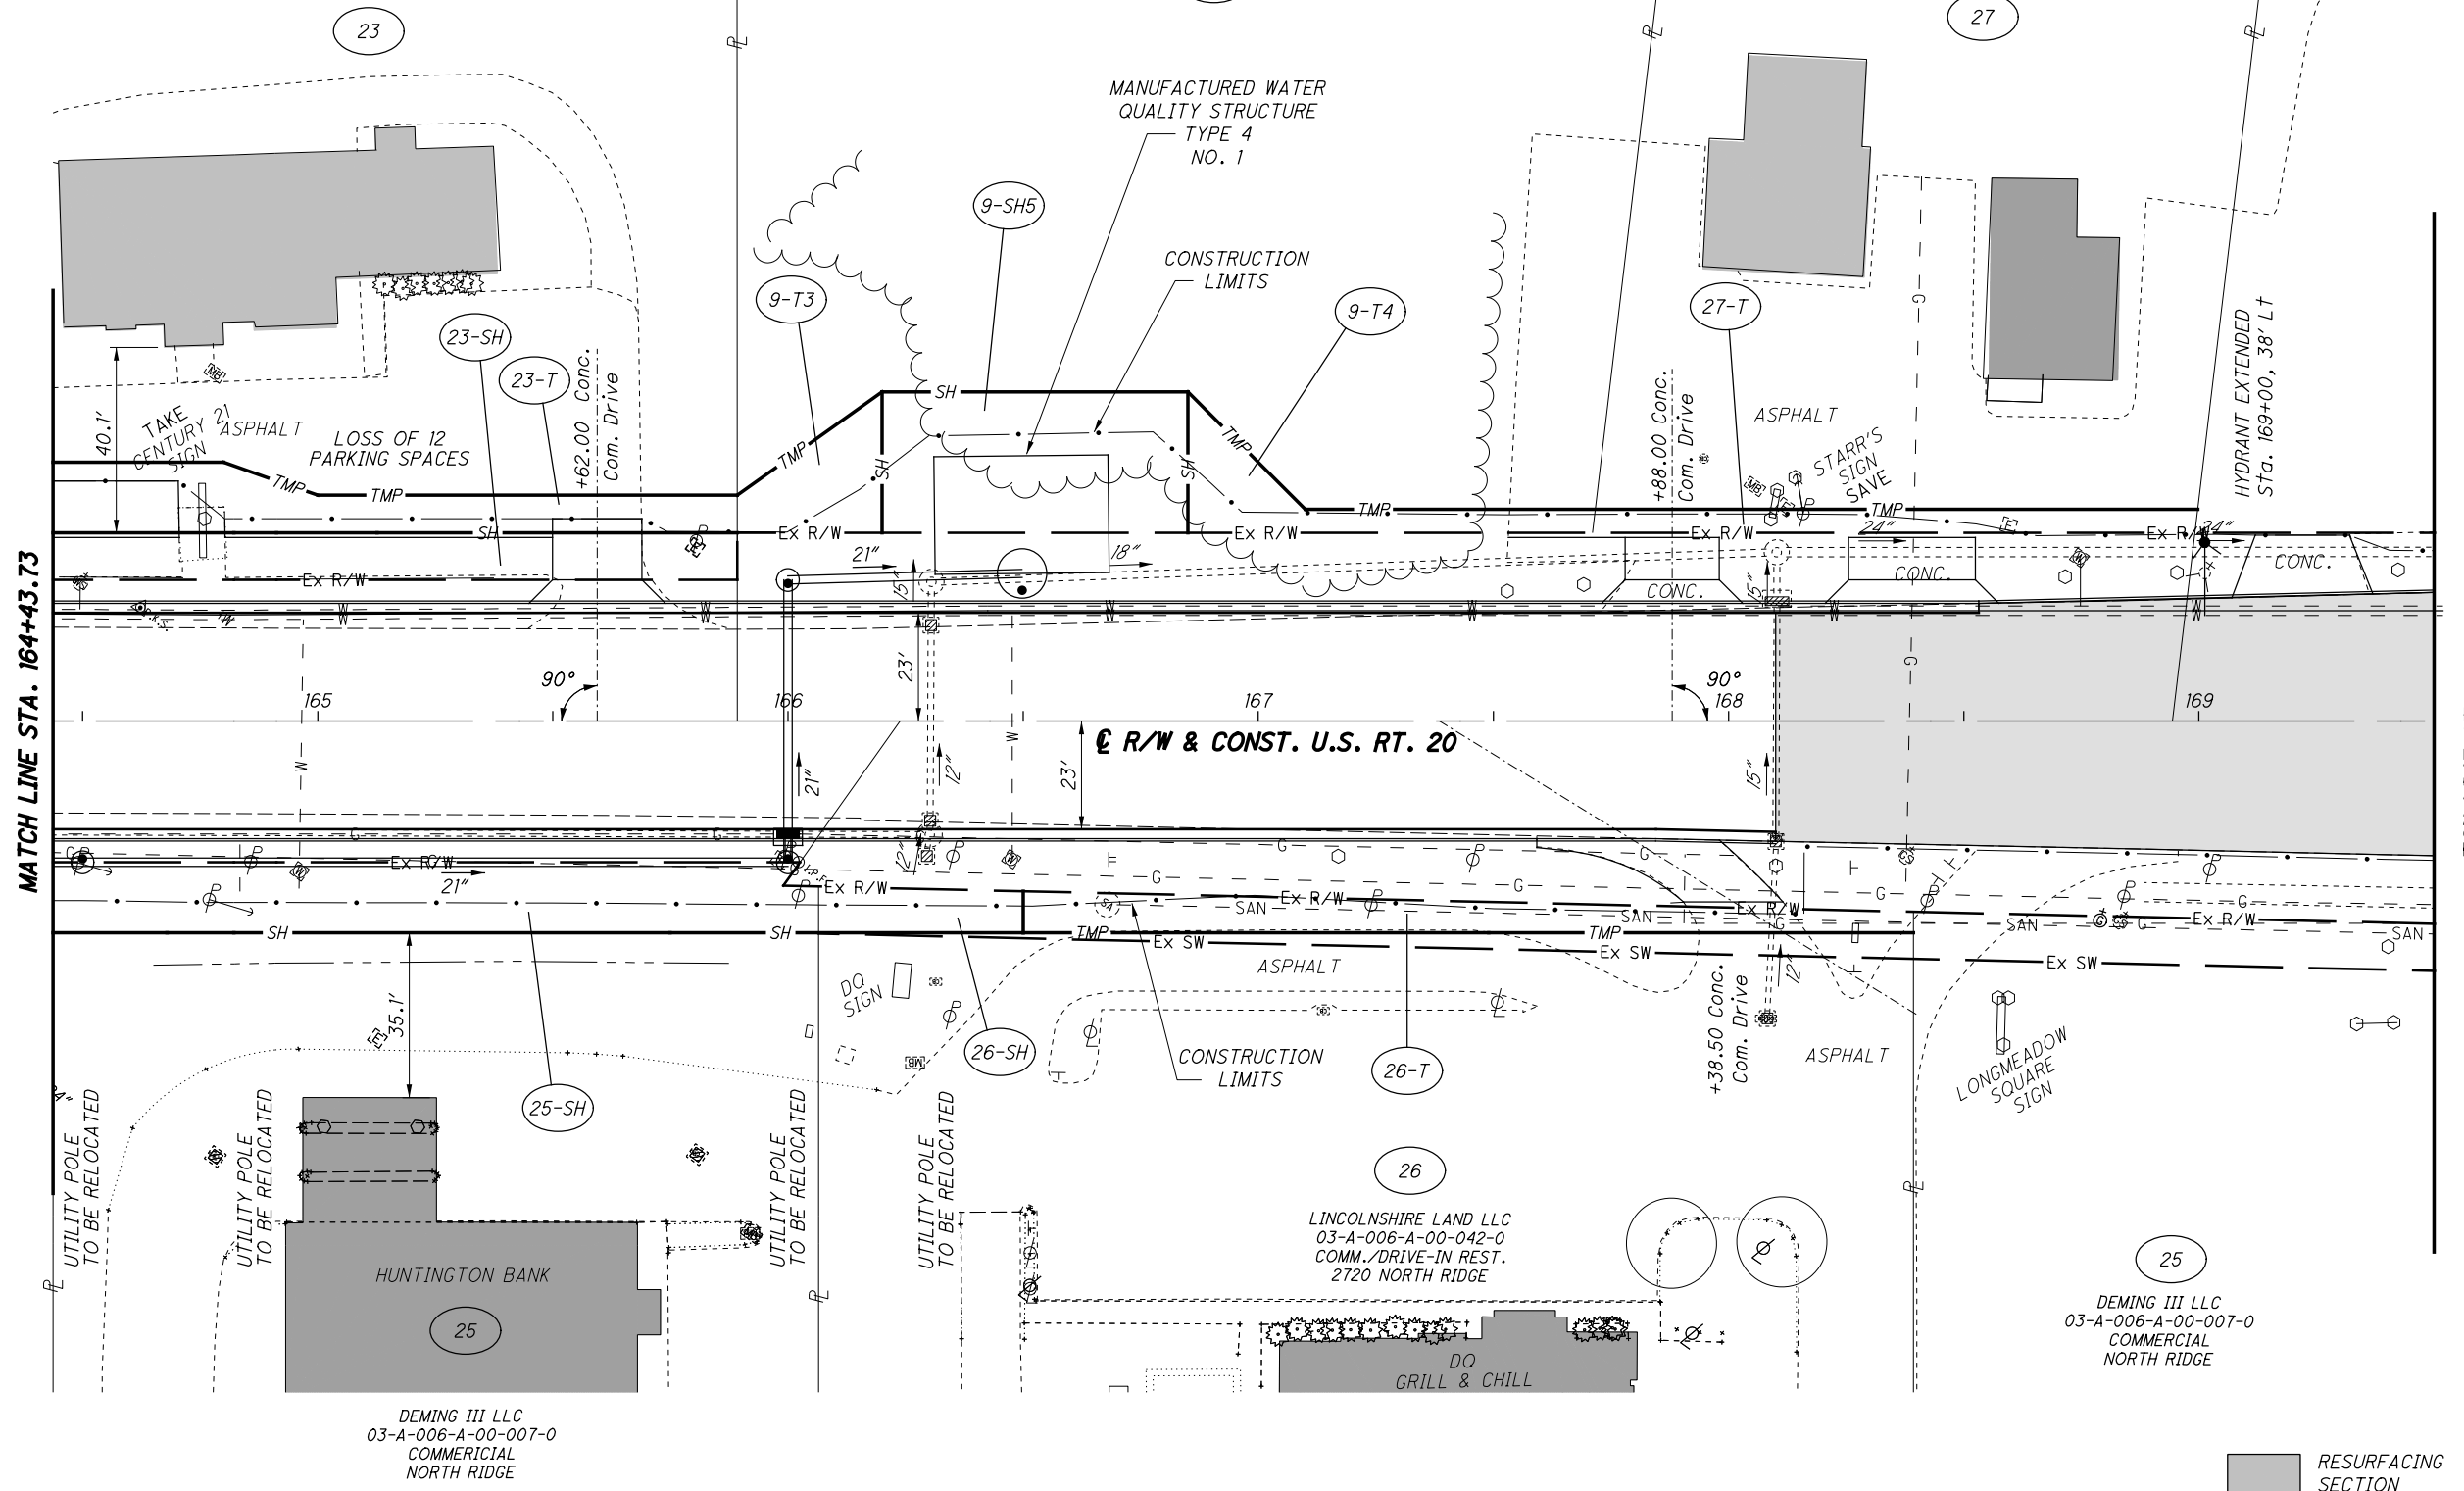 23
27
MANUFACTURED WATER
QUALITY STRUCTURE
TYPE 4
NO. 1
9-SH5
CONSTRUCTION
LIMITS
9-T3
9-T4
27-T
23-SH
23-T
+62.00 Conc.
Com. Drive
+88.00 Conc.
Com. Drive
HYDRANT EXTENDED
Sta. 169+00, 38' Lt
40.1'
TAKE
CENTURY 21
SIGN
ASPHALT
LOSS OF 12
PARKING SPACES
ASPHALT
STARR'S
SIGN
SAVE
MB
MB
SH
TMP
TMP
TMP
TMP
TMP
TMP
SH
SH
SH
Ex R/W
Ex R/W
Ex R/W
Ex R/W
Ex R/W
24"
24"
21"
15"
18"
15"
CONC.
CONC.
CONC.
W
W
W
W
W
W
G
G
MATCH LINE STA. 164+43.73
23'
90°
90°
165
166
167
168
169
℄ R/W & CONST. U.S. RT. 20
21"
12"
23'
15"
W
W
G
G
G
G
G
G
G
Ex R/W
21"
12"
Ex R/W
Ex R/W
Ex R/W
Ex R/W
SAN
SAN
SAN
SAN
SA
SH
SH
TMP
TMP
Ex SW
Ex SW
Ex SW
35.1'
DQ
SIGN
MB
ASPHALT
12"
+38.50 Conc.
Com. Drive
ASPHALT
LONGMEADOW
SQUARE
SIGN
26-SH
CONSTRUCTION
LIMITS
26-T
25-SH
UTILITY POLE
TO BE RELOCATED
UTILITY POLE
TO BE RELOCATED
UTILITY POLE
TO BE RELOCATED
UTILITY POLE
TO BE RELOCATED
26
LINCOLNSHIRE LAND LLC
03-A-006-A-00-042-0
COMM./DRIVE-IN REST.
2720 NORTH RIDGE
25
DEMING III LLC
03-A-006-A-00-007-0
COMMERCIAL
NORTH RIDGE
HUNTINGTON BANK
25
DQ
GRILL & CHILL
DEMING III LLC
03-A-006-A-00-007-0
COMMERICIAL
NORTH RIDGE
RESURFACING
SECTION